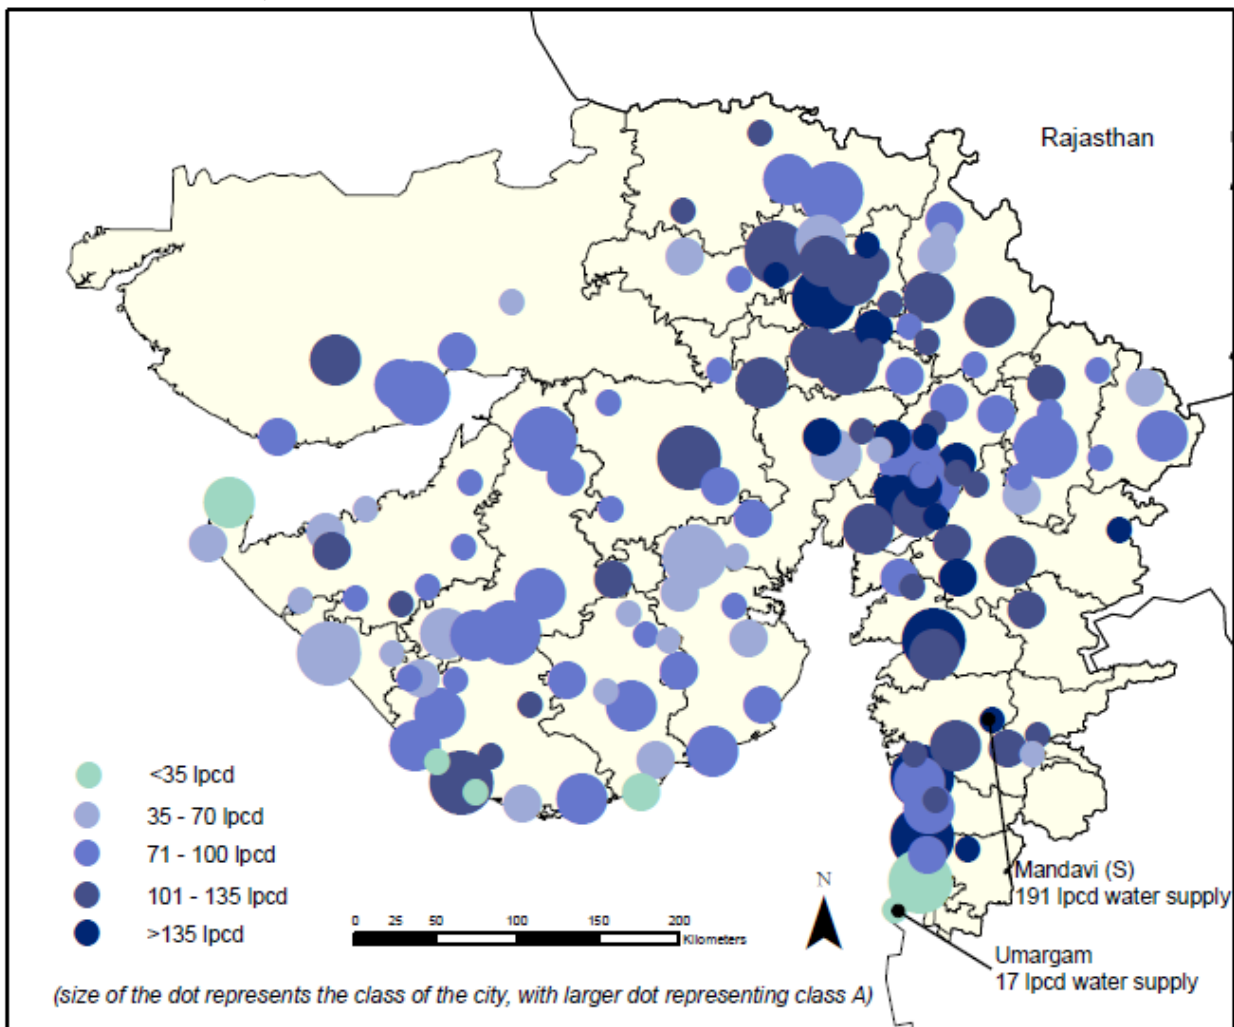 Rajasthan
<35 lpcd
35 - 70 lpcd
71 - 100 lpcd
101 - 135 lpcd
>135 lpcd
N
0 25 50 100 150 200
Kilometers
Mandavi (S)
191 lpcd water supply
Umargam
17 lpcd water supply
(size of the dot represents the class of the city, with larger dot representing class A)